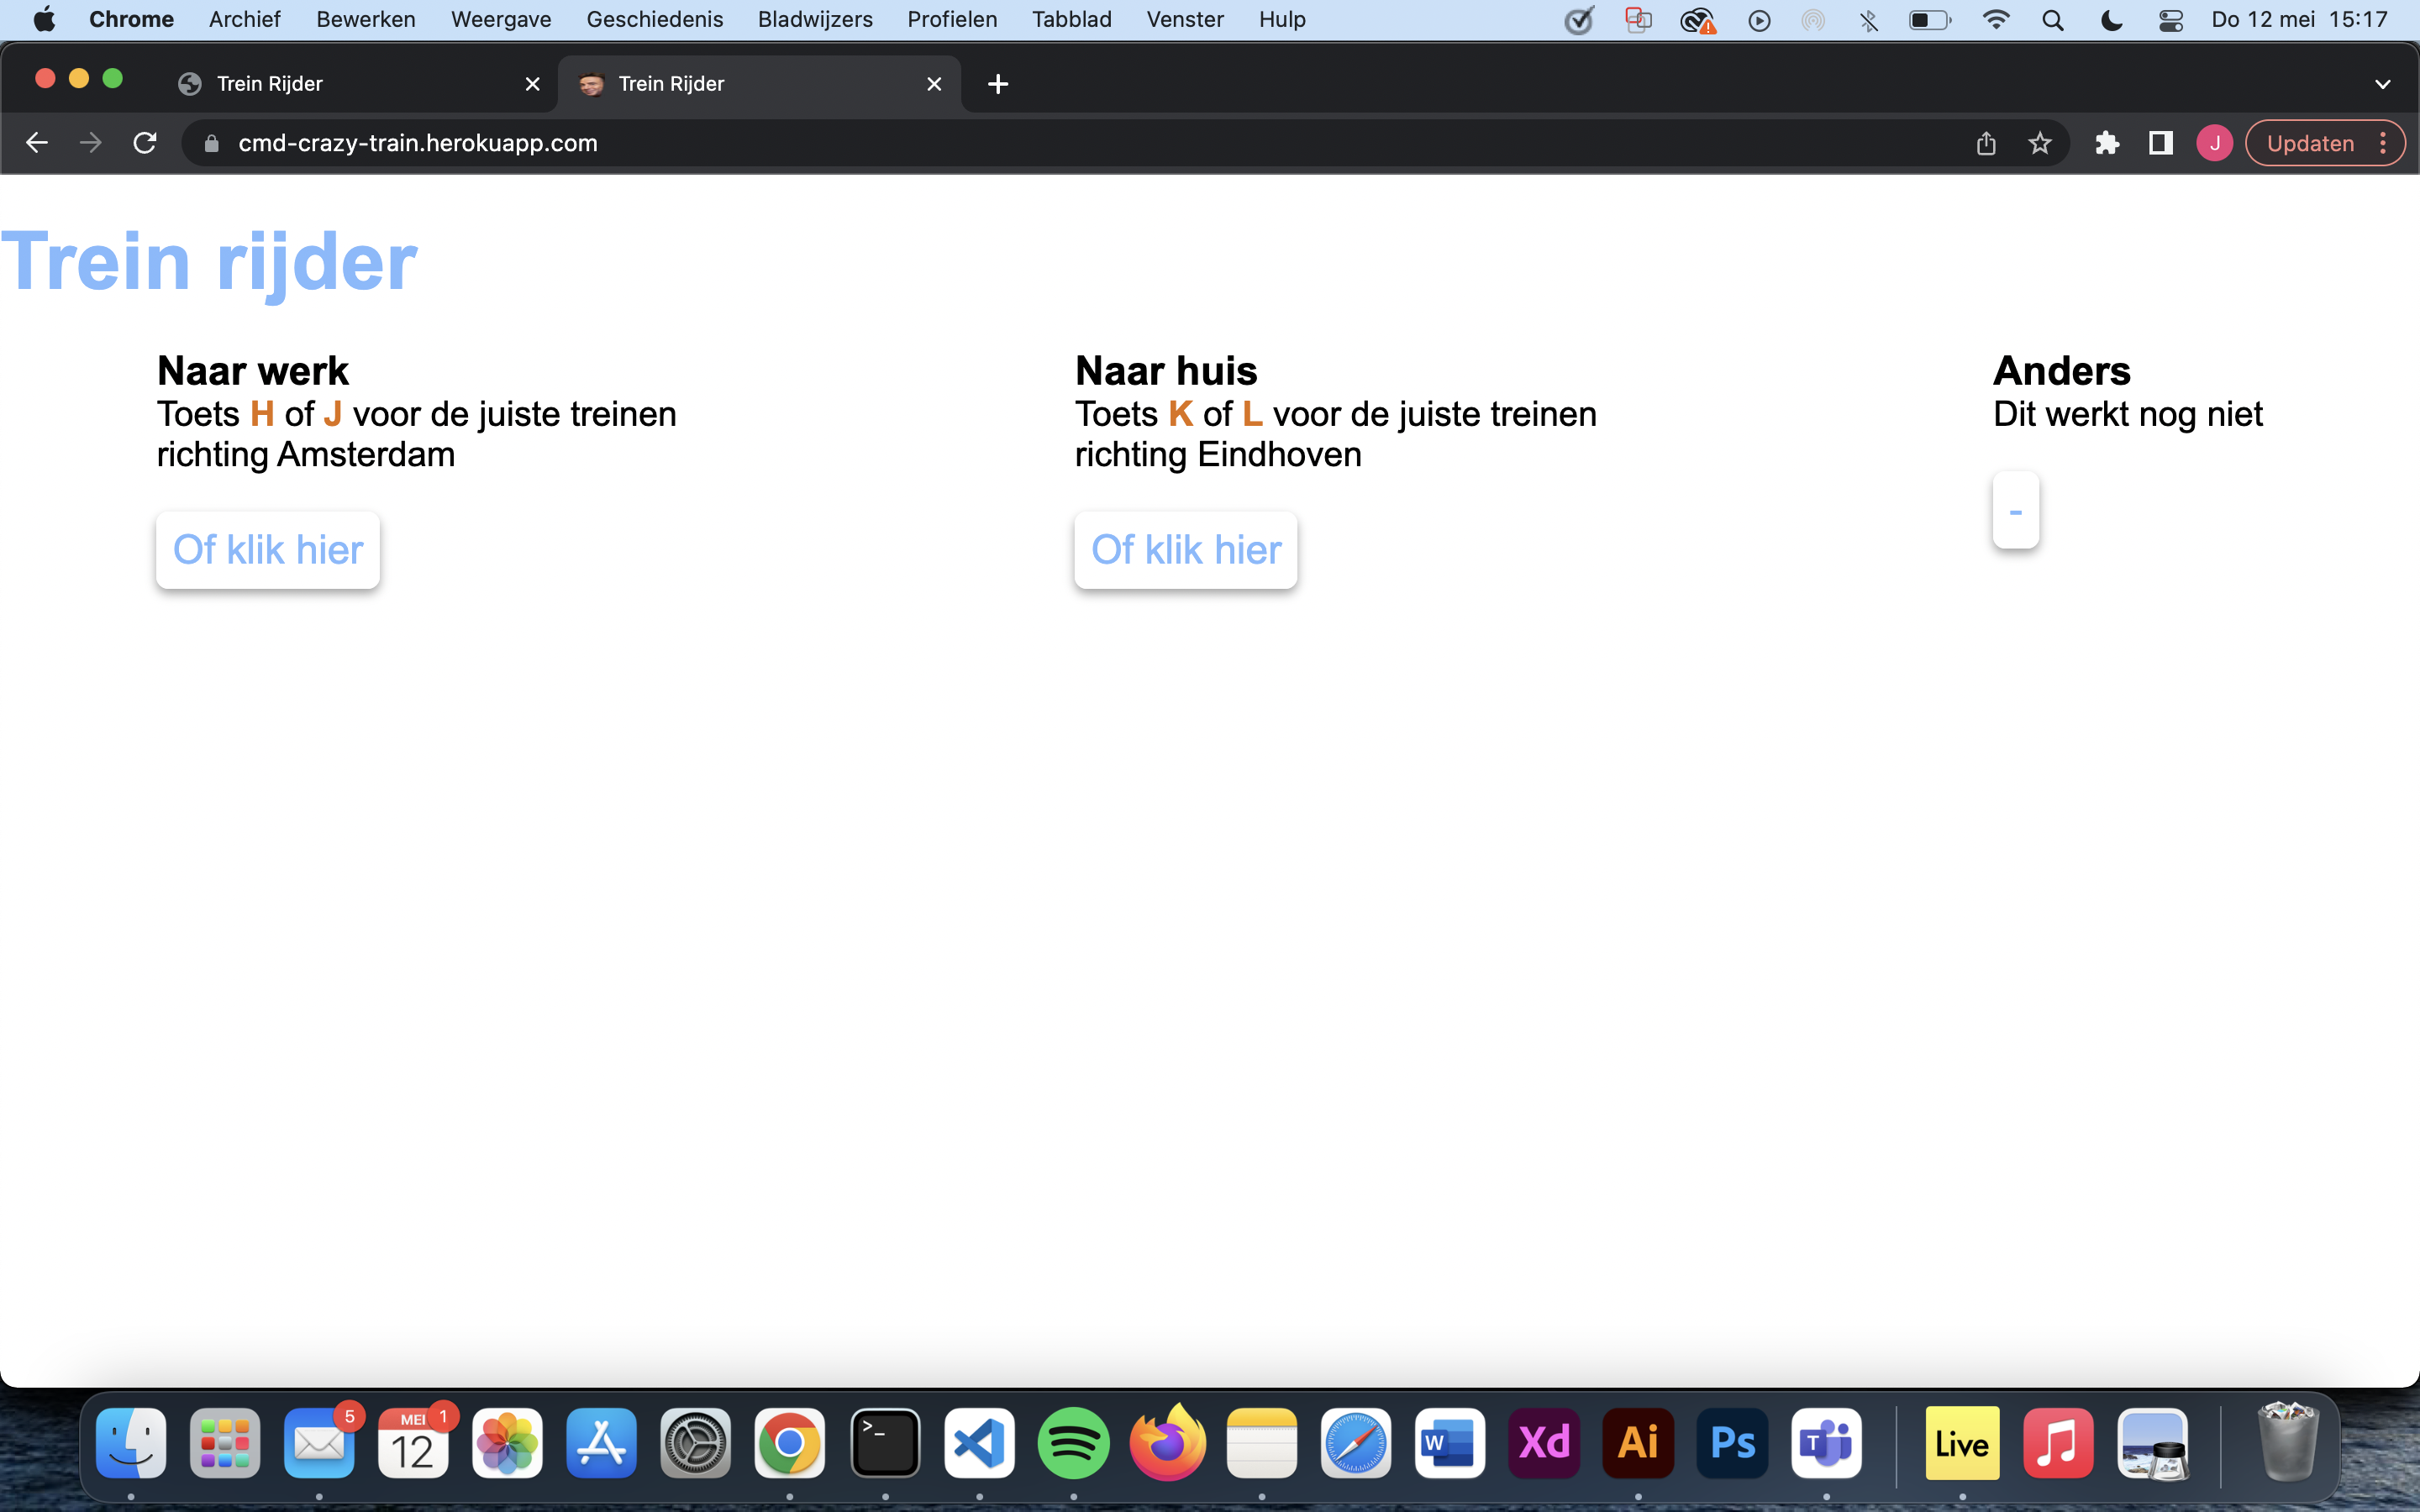 Chrome Archief Bewerken Weergave Geschiedenis Bladwijzers Profielen Tabblad Venster Hulp Do 12 mei 15:17
Trein Rijder Trein Rijder
cmd-crazy-train.herokuapp.com J Updaten
Trein rijder
Naar werk
Toets H of J voor de juiste treinen
richting Amsterdam
Of klik hier
Naar huis
Toets K of L voor de juiste treinen
richting Eindhoven
Of klik hier
Anders
Dit werkt nog niet
-
5 MEI 1 12 >_ W Xd Ai Ps T Live